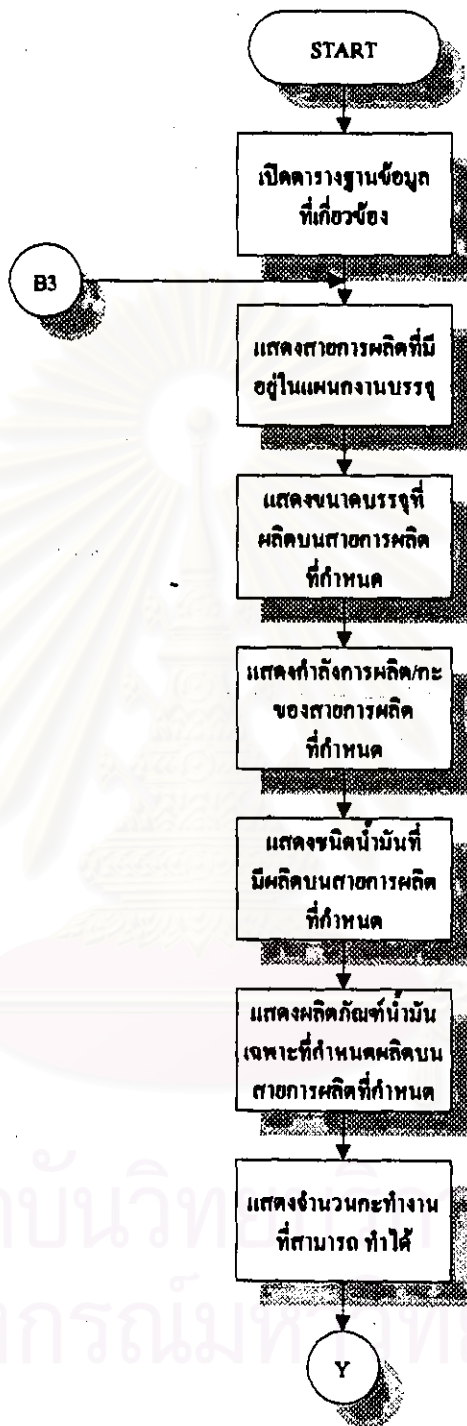 START
เปิดตารางฐานข้อมูล
ที่เกี่ยวข้อง
B3
แสดงสายการผลิตที่มี
อยู่ในแผนกงานบรรจุ
แสดงขนาดบรรจุที่
ผลิตบนสายการผลิต
ที่กำหนด
แสดงกำลังการผลิต/กะ
ของสายการผลิต
ที่กำหนด
แสดงชนิดน้ำมันที่
มีผลิตบนสายการผลิต
ที่กำหนด
แสดงผลิตภัณฑ์น้ำมัน
เฉพาะที่กำหนดผลิตบน
สายการผลิตที่กำหนด
แสดงจำนวนกะทำงาน
ที่สามารถ ทำได้
Y